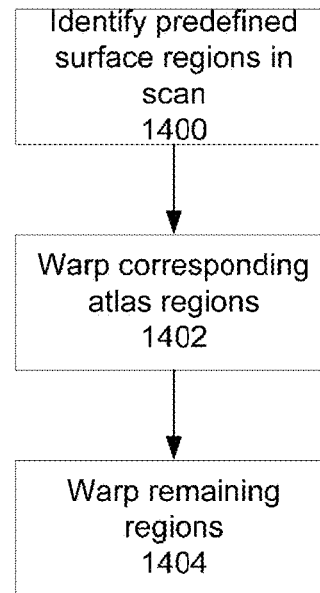 Identify predefined
surface regions in
scan
1400
Warp corresponding
atlas regions
1402
Warp remaining
regions
1404